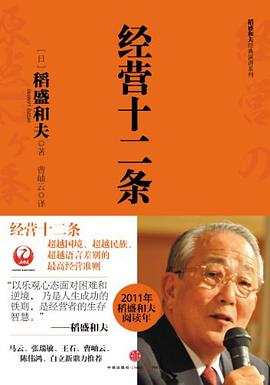 稻盛和夫经典演讲系列
经营十二条
[日]
稻盛和夫
著
曹岫云
译
经营十二条
超越国境、超越民族、
超越语言差别的
最高经营准则
JAL
“以乐观心态面对困难和
逆境，乃是人生成功的
铁则，是经营者的生存
智慧。”
——稻盛和夫
2011年
稻盛和夫
阅读年
马云、张瑞敏、王石、曹岫云、
陈伟鸿、白立新鼎力推荐
中信出版社